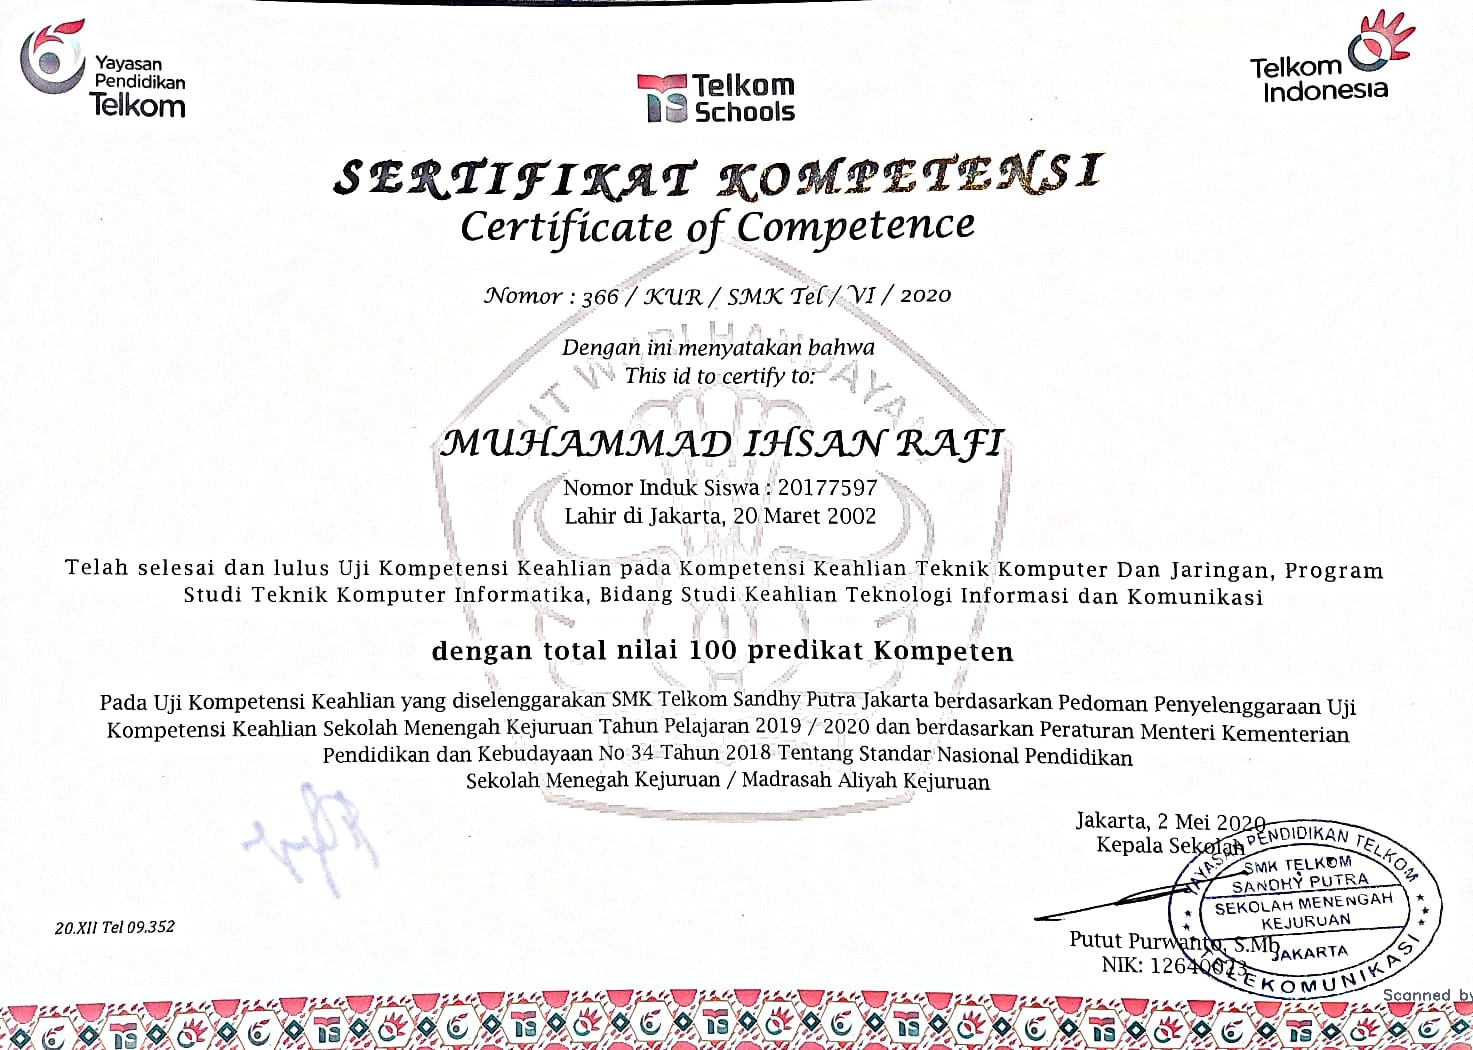 Yayasan
Pendidikan
Telkom
Telkom
Schools
Telkom
Indonesia
SERTIFIKAT KOMPETENSI
Certificate of Competence
Nomor : 366 / KUR / SMK Tel / VI / 2020
Dengan ini menyatakan bahwa
This id to certify to:
MUHAMMAD IHSAN RAFI
Nomor Induk Siswa : 20177597
Lahir di Jakarta, 20 Maret 2002
Telah selesai dan lulus Uji Kompetensi Keahlian pada Kompetensi Keahlian Teknik Komputer Dan Jaringan, Program
Studi Teknik Komputer Informatika, Bidang Studi Keahlian Teknologi Informasi dan Komunikasi
dengan total nilai 100 predikat Kompeten
Pada Uji Kompetensi Keahlian yang diselenggarakan SMK Telkom Sandhy Putra Jakarta berdasarkan Pedoman Penyelenggaraan Uji
Kompetensi Keahlian Sekolah Menengah Kejuruan Tahun Pelajaran 2019 / 2020 dan berdasarkan Peraturan Menteri Kementerian
Pendidikan dan Kebudayaan No 34 Tahun 2018 Tentang Standar Nasional Pendidikan
Sekolah Menegah Kejuruan / Madrasah Aliyah Kejuruan
Jakarta, 2 Mei 2020
Kepala Sekolah
YAYASAN PENDIDIKAN TELKOM
SMK TELKOM
SANDHY PUTRA
SEKOLAH MENENGAH
KEJURUAN
JAKARTA
TELEKOMUNIKASI
Putut Purwanto, S.Mb
NIK: 12640023
20.XII Tel 09.352
Scanned by